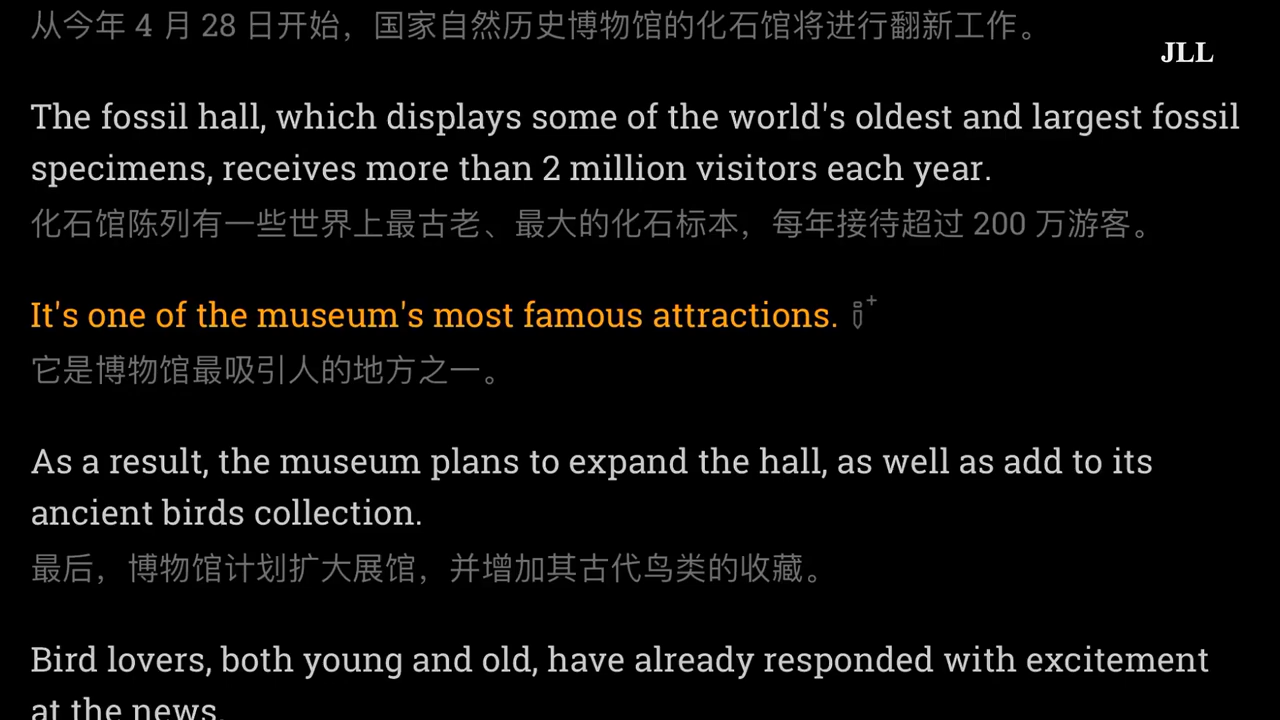 从今年 4 月 28 日开始，国家自然历史博物馆的化石馆将进行翻新工作。
JLL
The fossil hall, which displays some of the world's oldest and largest fossil
specimens, receives more than 2 million visitors each year.
化石馆陈列有一些世界上最古老、最大的化石标本，每年接待超过 200 万游客。
It's one of the museum's most famous attractions.
它是博物馆最吸引人的地方之一。
As a result, the museum plans to expand the hall, as well as add to its
ancient birds collection.
最后，博物馆计划扩大展馆，并增加其古代鸟类的收藏。
Bird lovers, both young and old, have already responded with excitement
at the news.